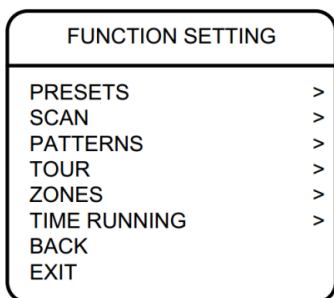 FUNCTION SETTING
PRESETS >
SCAN >
PATTERNS >
TOUR >
ZONES >
TIME RUNNING >
BACK
EXIT